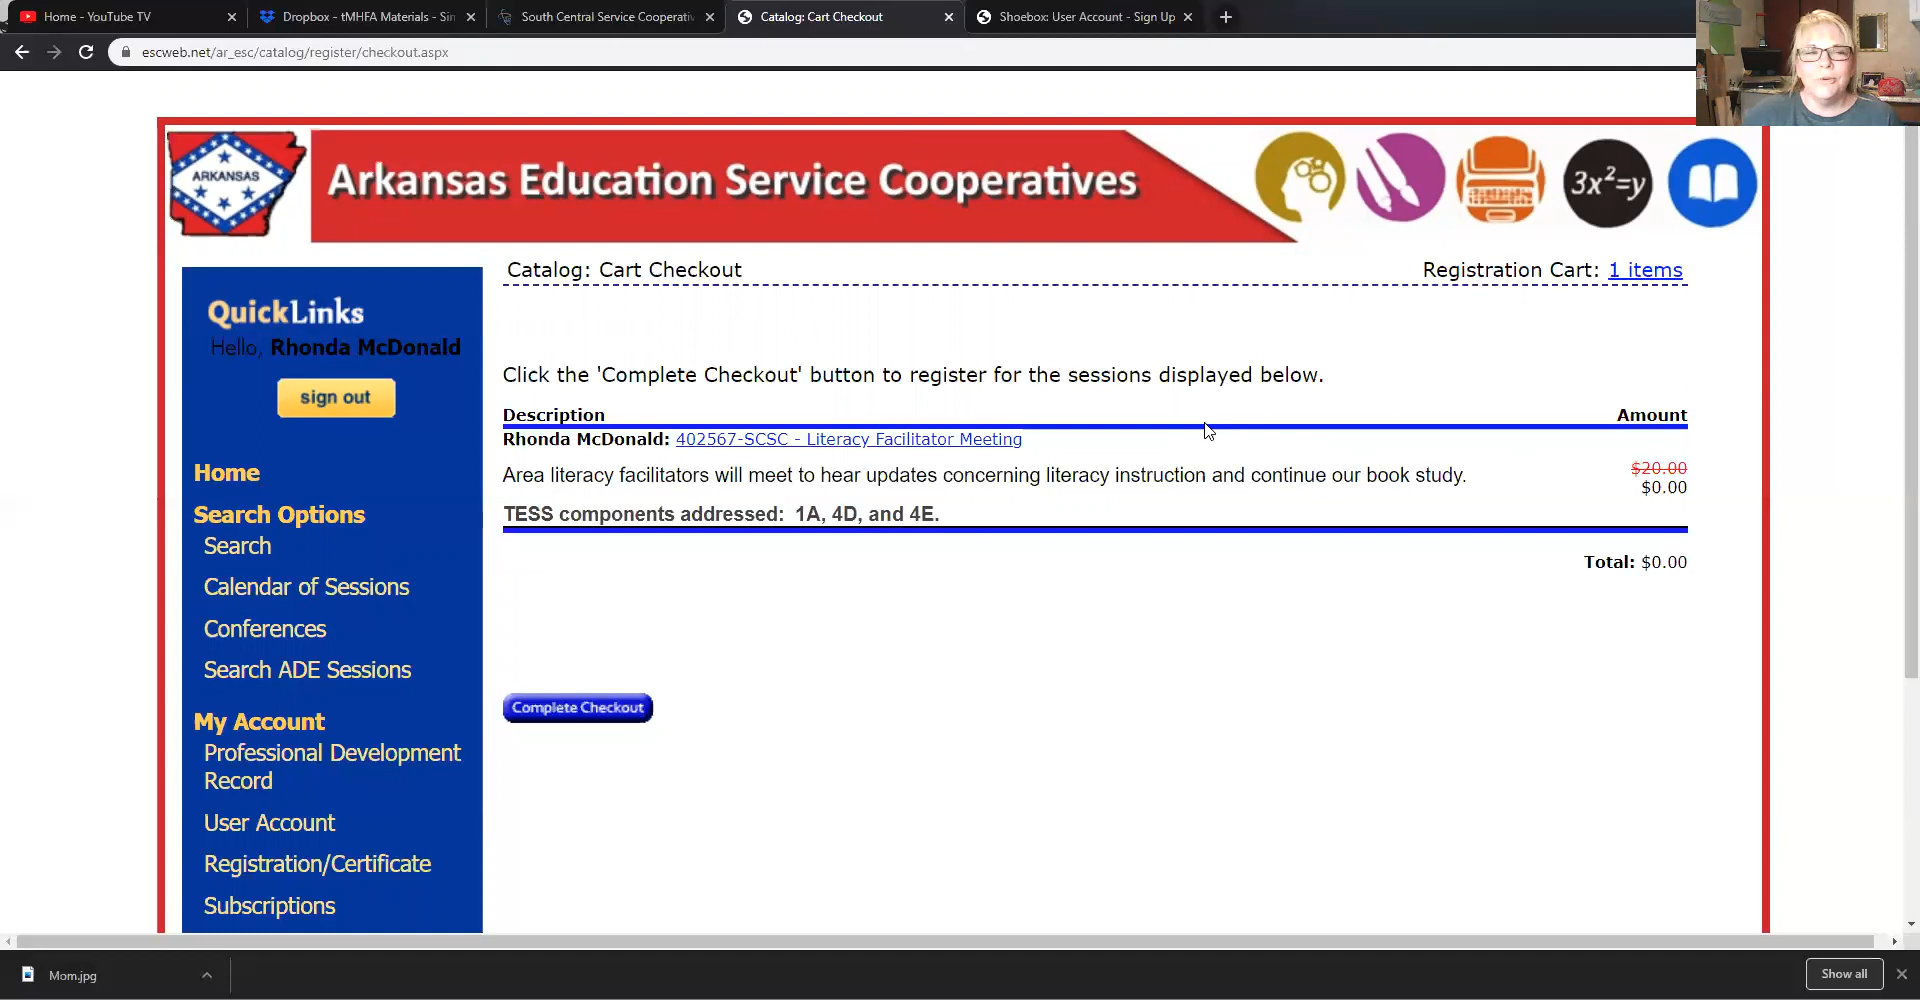 Home - YouTube TV
Dropbox - tMHFA Materials - Sim
South Central Service Cooperativ
Catalog: Cart Checkout
Shoebox: User Account - Sign Up
escweb.net/ar_esc/catalog/register/checkout.aspx
ARKANSAS
Arkansas Education Service Cooperatives
3x²=y
QuickLinks
Hello, Rhonda McDonald
sign out
Home
Search Options
Search
Calendar of Sessions
Conferences
Search ADE Sessions
My Account
Professional Development
Record
User Account
Registration/Certificate
Subscriptions
Catalog: Cart Checkout
Registration Cart: 1 items
Click the 'Complete Checkout' button to register for the sessions displayed below.
Description Amount
Rhonda McDonald: 402567-SCSC - Literacy Facilitator Meeting
Area literacy facilitators will meet to hear updates concerning literacy instruction and continue our book study.
$20.00
$0.00
TESS components addressed: 1A, 4D, and 4E.
Total: $0.00
Complete Checkout
Mom.jpg
Show all